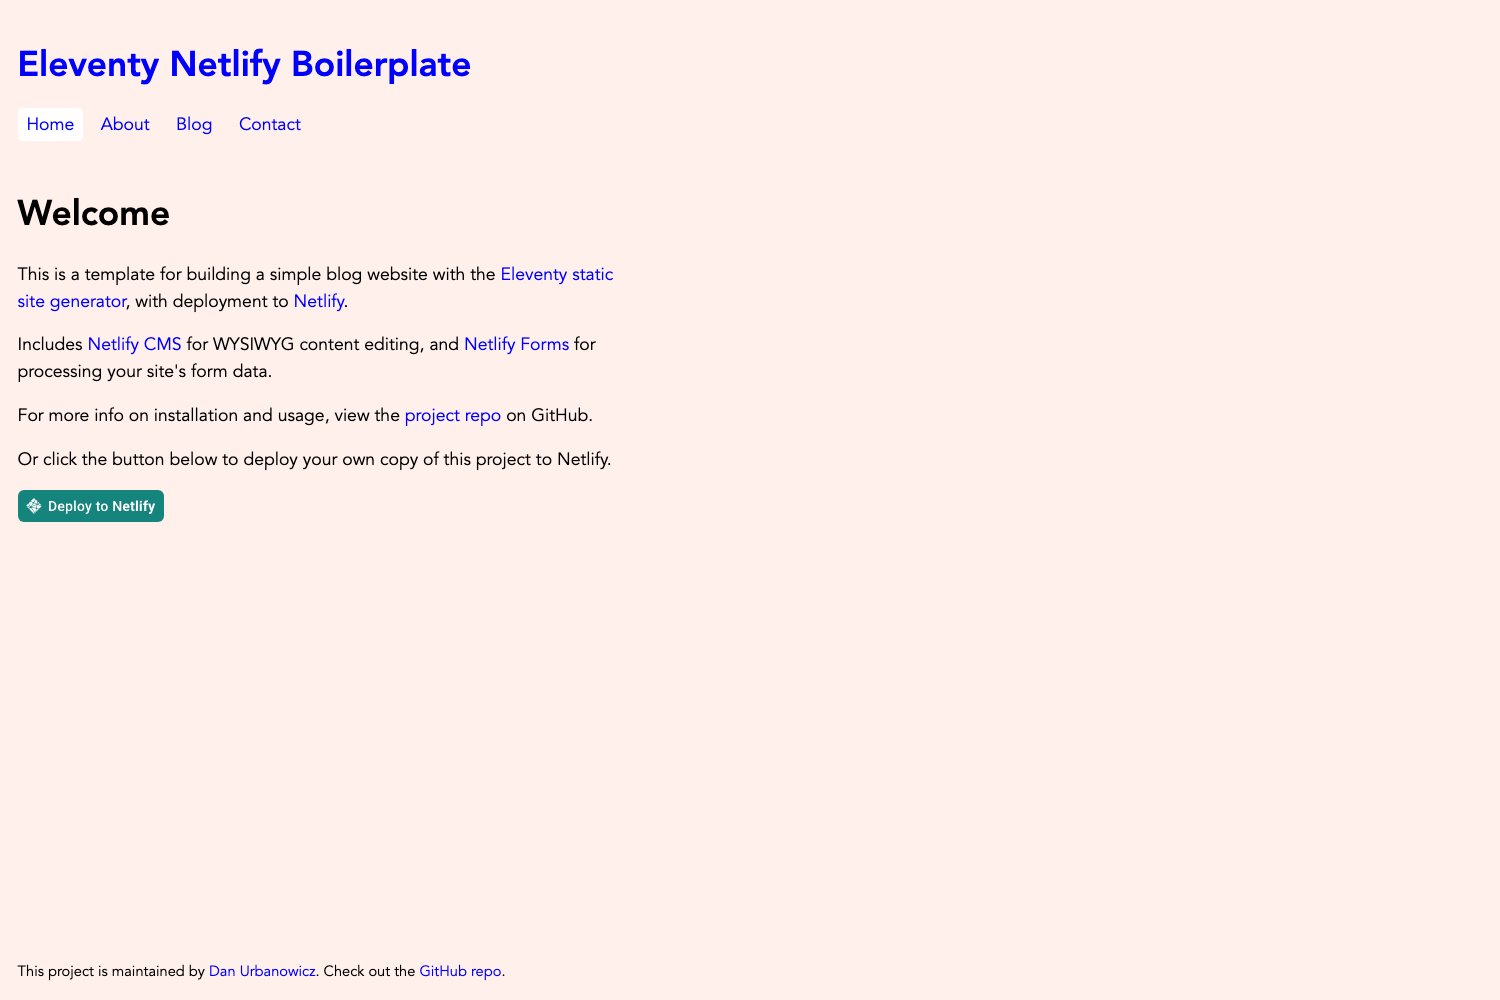 Eleventy Netlify Boilerplate
Home About Blog Contact
Welcome
This is a template for building a simple blog website with the Eleventy static
site generator, with deployment to Netlify.
Includes Netlify CMS for WYSIWYG content editing, and Netlify Forms for
processing your site's form data.
For more info on installation and usage, view the project repo on GitHub.
Or click the button below to deploy your own copy of this project to Netlify.
Deploy to Netlify
This project is maintained by Dan Urbanowicz. Check out the GitHub repo.